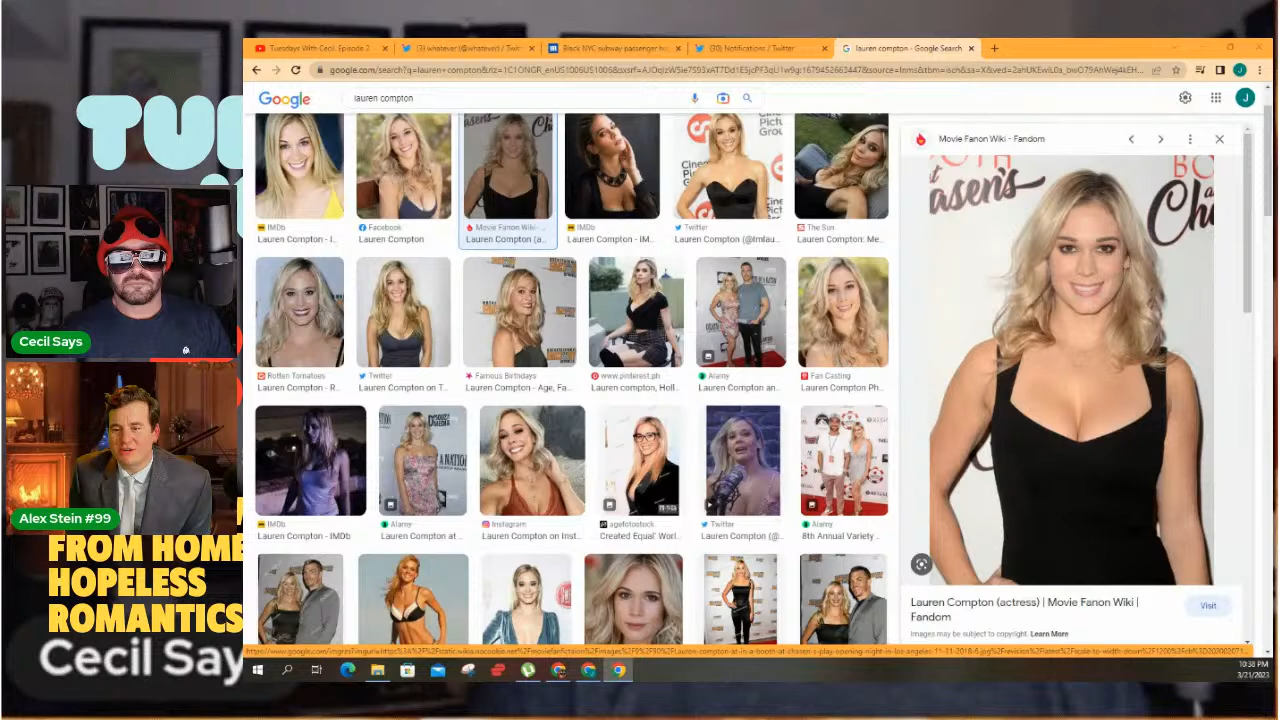 Tuesdays With Cecil. Episode 2
(3) whatever (@whatever) / Twit
Black NYC subway passenger ho
(30) Notifications / Twitter
lauren compton - Google Search
Google
lauren compton
J
IMDb
Lauren Compton - I...
Facebook
Lauren Compton
Movie Fanon Wiki-...
Lauren Compton (a...
IMDb
Lauren Compton - IM...
Twitter
Lauren Compton (@imlau...
The Sun
Lauren Compton: Me...
Rotten Tomatoes
Lauren Compton - R...
Twitter
Lauren Compton on T...
Famous Birthdays
Lauren Compton - Age, Fa...
www.pinterest.ph
Lauren compton, Holl...
Alamy
Lauren Compton an...
Fan Casting
Lauren Compton Ph...
IMDb
Lauren Compton - IMDb
Alamy
Lauren Compton at ...
Instagram
Lauren Compton on Inst...
agefotostock
Created Equal' Worl...
Twitter
Lauren Compton (@...
Alamy
8th Annual Variety ...
Movie Fanon Wiki - Fandom
Lauren Compton (actress) | Movie Fanon Wiki |
Fandom
Visit
Images may be subject to copyright. Learn More
10:38 PM
3/21/2023
TU
Cecil Says
Alex Stein #99
FROM HOME
HOPELESS
ROMANTICS
Cecil Say